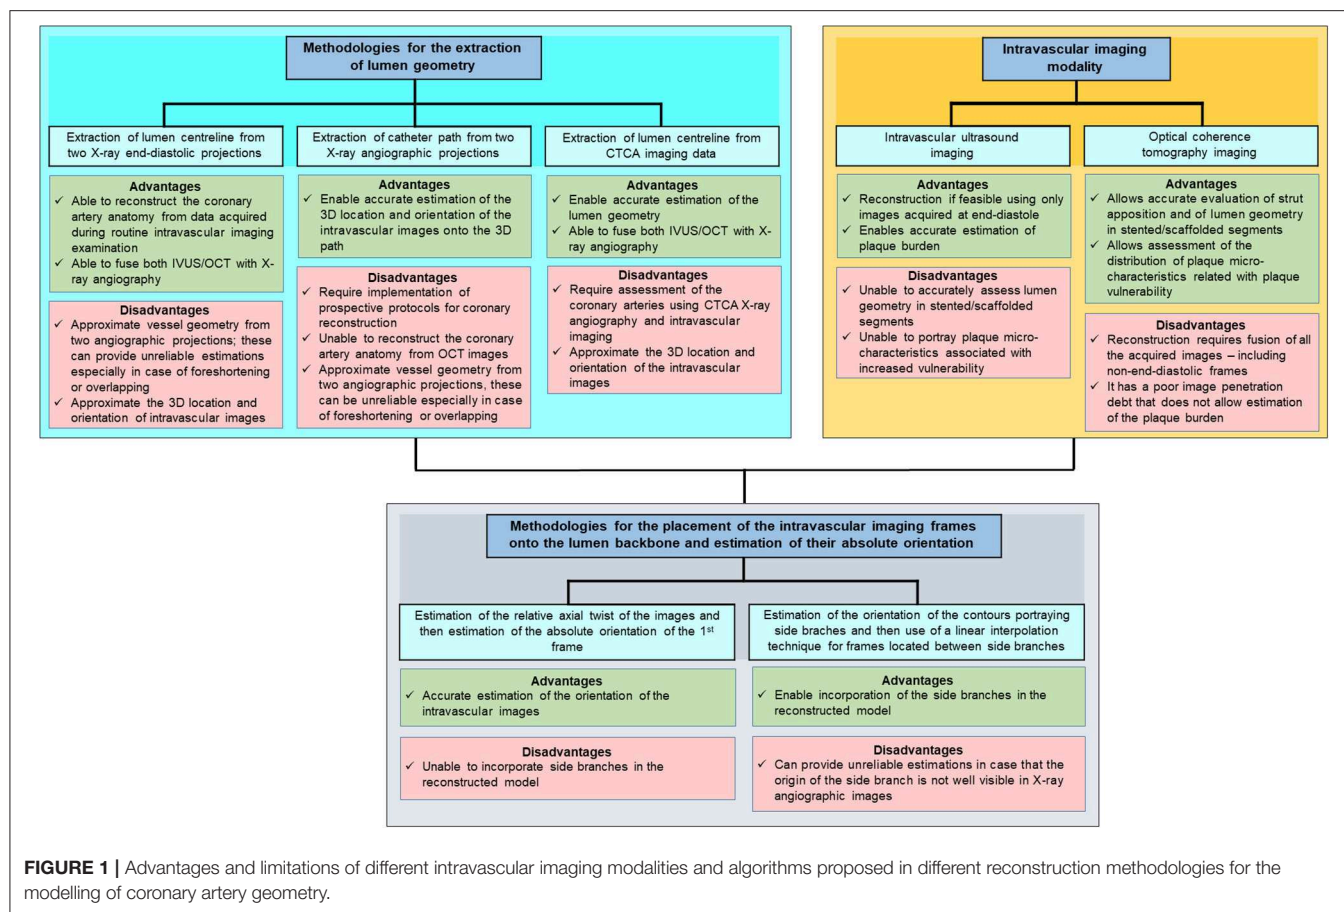 Methodologies for the extraction
of lumen geometry
Extraction of lumen centreline from
two X-ray end-diastolic projections
Advantages
✓ Able to reconstruct the coronary
artery anatomy from data acquired
during routine intravascular imaging
examination
✓ Able to fuse both IVUS/OCT with X-
ray angiography
Disadvantages
✓ Approximate vessel geometry from
two angiographic projections; these
can provide unreliable estimations
especially in case of foreshortening
or overlapping
✓ Approximate the 3D location and
orientation of intravascular images
Extraction of catheter path from two
X-ray angiographic projections
Advantages
✓ Enable accurate estimation of the
3D location and orientation of the
intravascular images onto the 3D
path
Disadvantages
✓ Require implementation of
prospective protocols for coronary
reconstruction
✓ Unable to reconstruct the coronary
artery anatomy from OCT images
✓ Approximate vessel geometry from
two angiographic projections, these
can be unreliable especially in case
of foreshortening or overlapping
Extraction of lumen centreline from
CTCA imaging data
Advantages
✓ Enable accurate estimation of the
lumen geometry
✓ Able to fuse both IVUS/OCT with X-
ray angiography
Disadvantages
✓ Require assessment of the
coronary arteries using CTCA X-ray
angiography and intravascular
imaging
✓ Approximate the 3D location and
orientation of the intravascular
images
Intravascular imaging
modality
Intravascular ultrasound
imaging
Advantages
✓ Reconstruction if feasible using only
images acquired at end-diastole
✓ Enables accurate estimation of
plaque burden
Disadvantages
✓ Unable to accurately assess lumen
geometry in stented/scaffolded
segments
✓ Unable to portray plaque micro-
characteristics associated with
increased vulnerability
Optical coherence
tomography imaging
Advantages
✓ Allows accurate evaluation of strut
apposition and of lumen geometry
in stented/scaffolded segments
✓ Allows assessment of the
distribution of plaque micro-
characteristics related with plaque
vulnerability
Disadvantages
✓ Reconstruction requires fusion of all
the acquired images – including
non-end-diastolic frames
✓ It has a poor image penetration
debt that does not allow estimation
of the plaque burden
Methodologies for the placement of the intravascular imaging frames
onto the lumen backbone and estimation of their absolute orientation
Estimation of the relative axial twist of the images and
then estimation of the absolute orientation of the 1st
frame
Advantages
✓ Accurate estimation of the orientation of the
intravascular images
Disadvantages
✓ Unable to incorporate side branches in the
reconstructed model
Estimation of the orientation of the contours portraying
side braches and then use of a linear interpolation
technique for frames located between side branches
Advantages
✓ Enable incorporation of the side branches in the
reconstructed model
Disadvantages
✓ Can provide unreliable estimations in case that the
origin of the side branch is not well visible in X-ray
angiographic images
FIGURE 1 | Advantages and limitations of different intravascular imaging modalities and algorithms proposed in different reconstruction methodologies for the
modelling of coronary artery geometry.